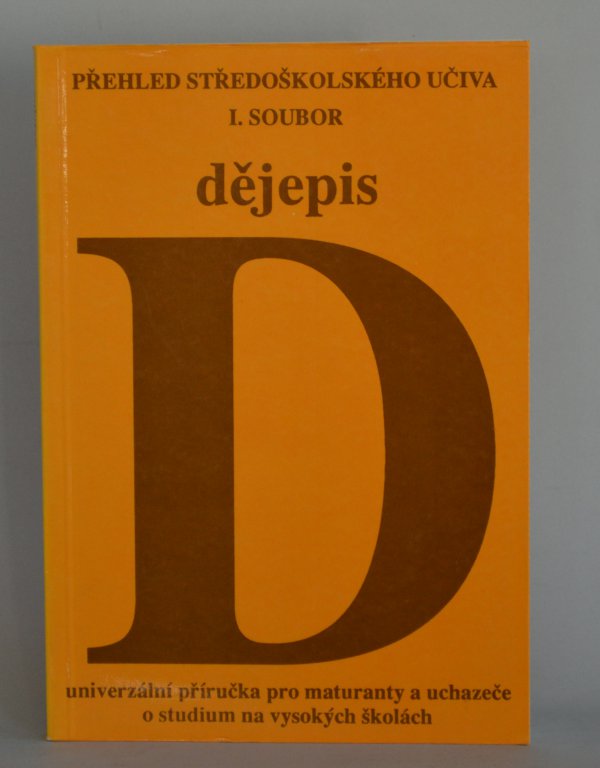 PŘEHLED STŘEDOŠKOLSKÉHO UČIVA
I. SOUBOR
dějepis
D
univerzální příručka pro maturanty a uchazeče
o studium na vysokých školách